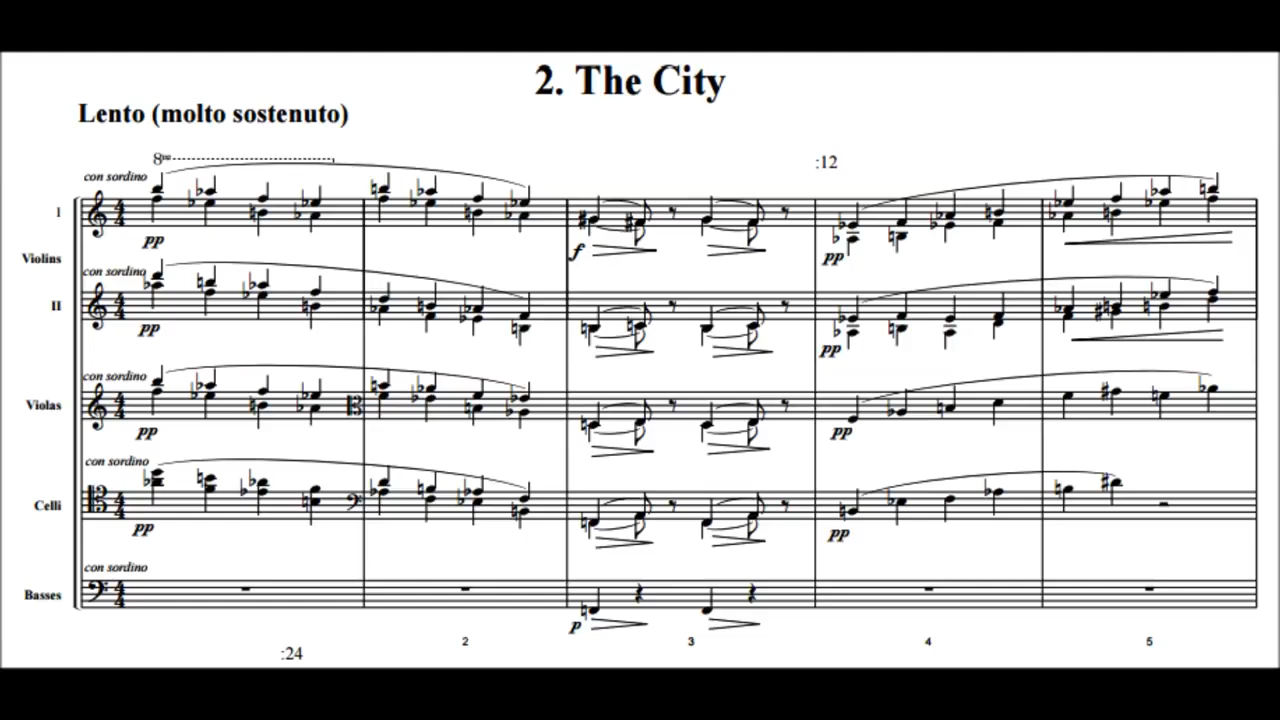 2. The City
Lento (molto sostenuto)
8va
:12
con sordino
I
pp
f
pp
Violins
con sordino
II
pp
pp
con sordino
Violas
pp
pp
con sordino
Celli
pp
pp
con sordino
Basses
p
2 3 4 5
:24